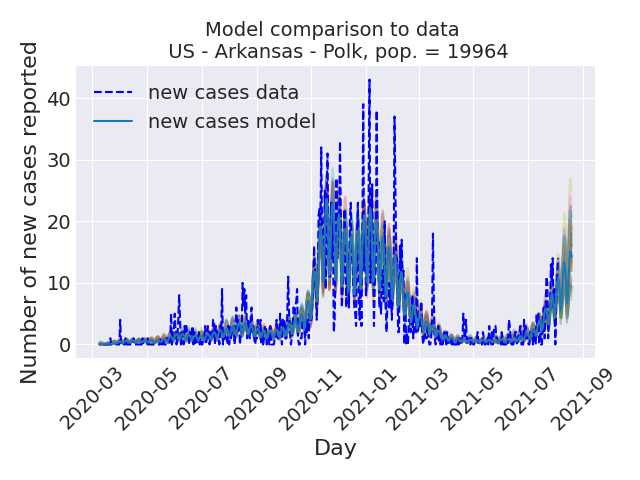 Model comparison to data
US - Arkansas - Polk, pop. = 19964
Number of new cases reported
new cases data
new cases model
40
30
20
10
0
2020-03
2020-05
2020-07
2020-09
2020-11
2021-01
2021-03
2021-05
2021-07
2021-09
Day